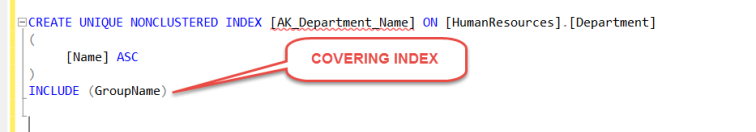 CREATE UNIQUE NONCLUSTERED INDEX [AK_Department_Name] ON [HumanResources].[Department]
(
[Name] ASC
)
COVERING INDEX
INCLUDE (GroupName)